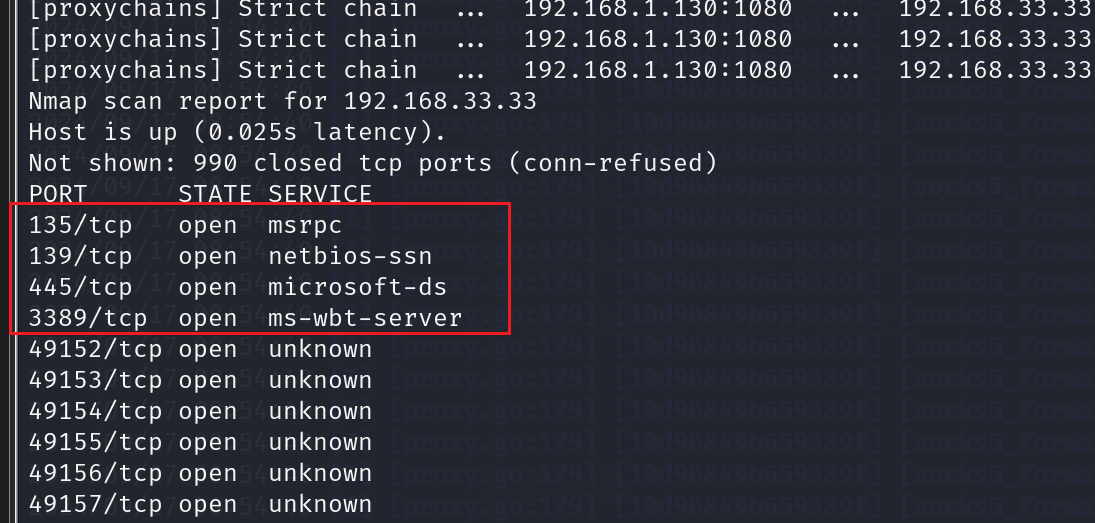 [proxychains] Strict chain ... 192.168.1.130:1080 ... 192.168.33.33
[proxychains] Strict chain ... 192.168.1.130:1080 ... 192.168.33.33
[proxychains] Strict chain ... 192.168.1.130:1080 ... 192.168.33.33
Nmap scan report for 192.168.33.33
Host is up (0.025s latency).
Not shown: 990 closed tcp ports (conn-refused)
PORT STATE SERVICE
135/tcp open msrpc
139/tcp open netbios-ssn
445/tcp open microsoft-ds
3389/tcp open ms-wbt-server
49152/tcp open unknown
49153/tcp open unknown
49154/tcp open unknown
49155/tcp open unknown
49156/tcp open unknown
49157/tcp open unknown